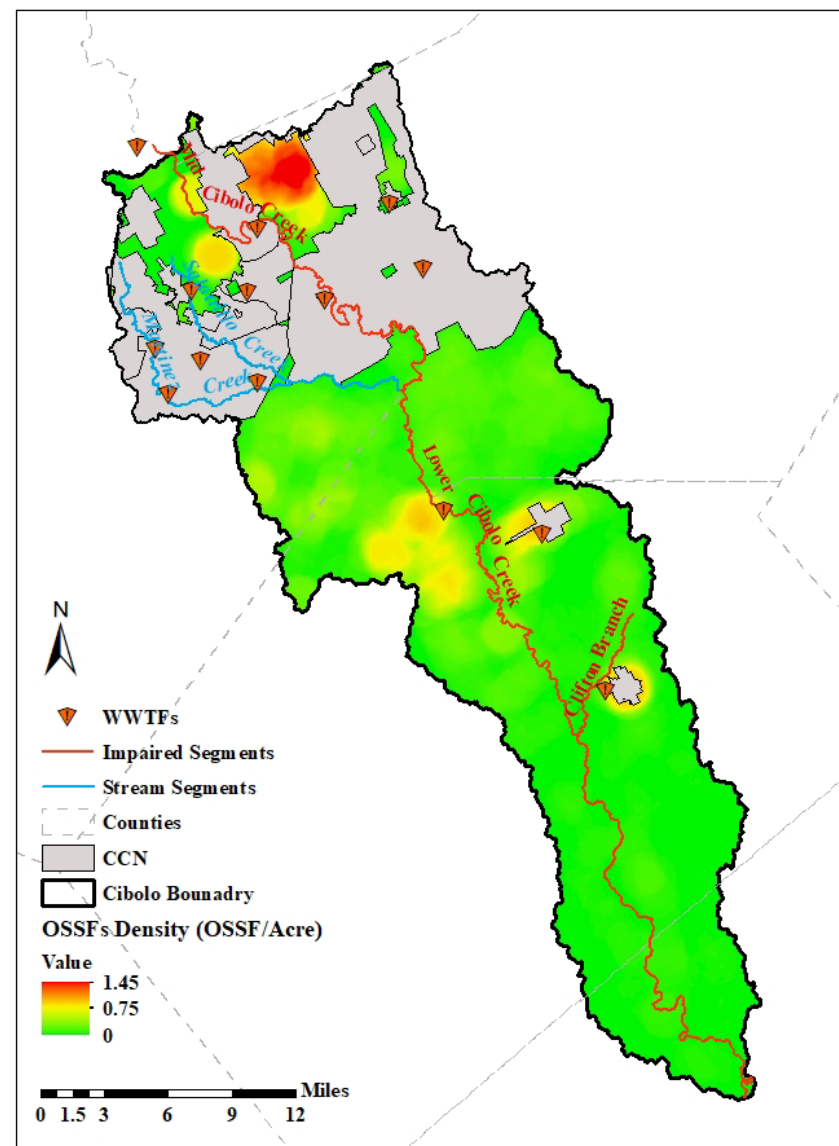 Mid
Cibolo Creek
Salatrillo Creek
Martinez
Creek
Lower
Cibolo Creek
Clifton Branch
N
WWTFs
Impaired Segments
Stream Segments
Counties
CCN
Cibolo Bounadry
OSSFs Density (OSSF/Acre)
Value
1.45
0.75
0
Miles
0 1.5 3 6 9 12